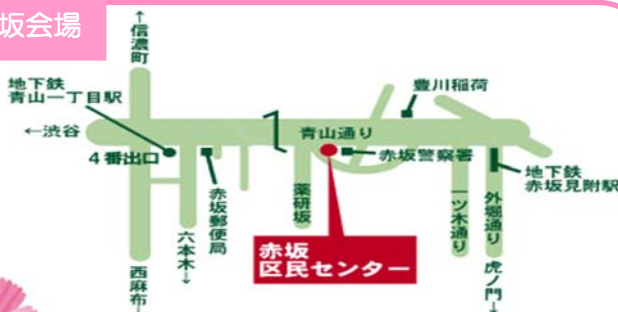 坂会場
↑
信濃町
地下鉄
青山一丁目駅
←渋谷
4番出口
赤坂郵便局
六本木↓
西麻布↓
青山通り
薬研坂
豊川稲荷
赤坂警察署
一ツ木通り
外堀通り
地下鉄
赤坂見附駅
虎ノ門↓
赤坂
区民センター